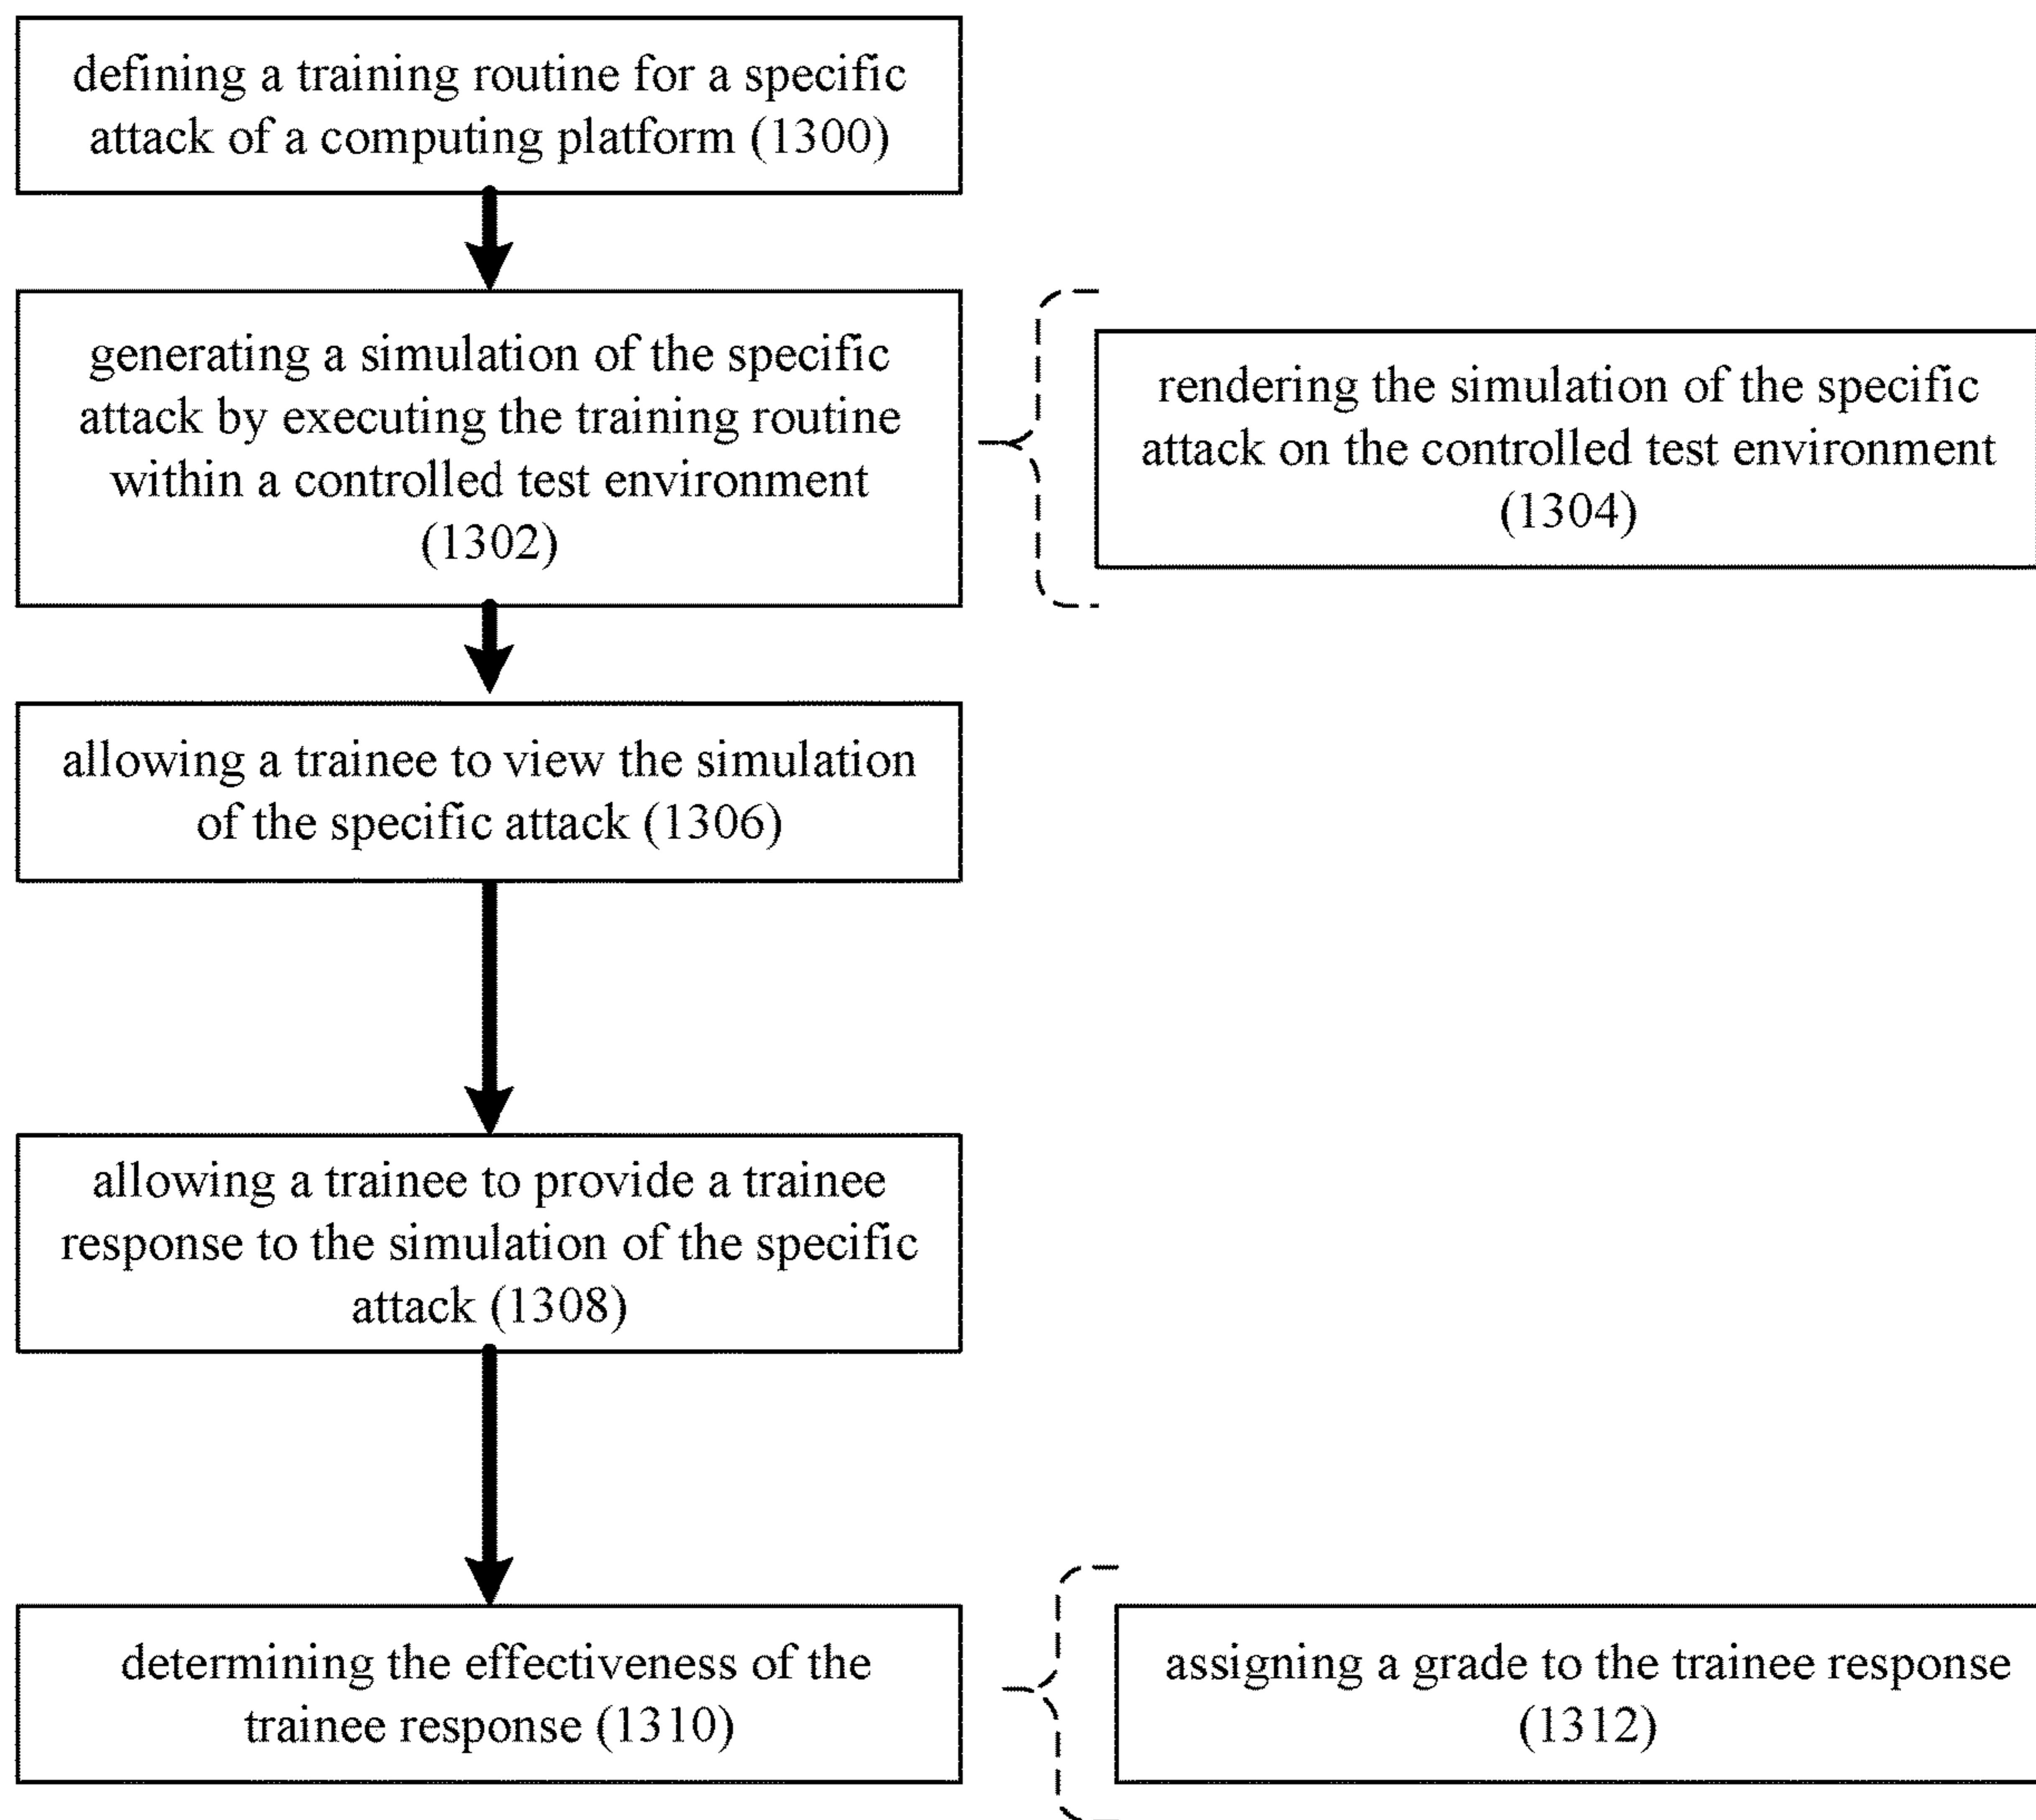 defining a training routine for a specific
attack of a computing platform (1300)
generating a simulation of the specific
attack by executing the training routine
within a controlled test environment
(1302)
rendering the simulation of the specific
attack on the controlled test environment
(1304)
allowing a trainee to view the simulation
of the specific attack (1306)
allowing a trainee to provide a trainee
response to the simulation of the specific
attack (1308)
determining the effectiveness of the
trainee response (1310)
assigning a grade to the trainee response
(1312)